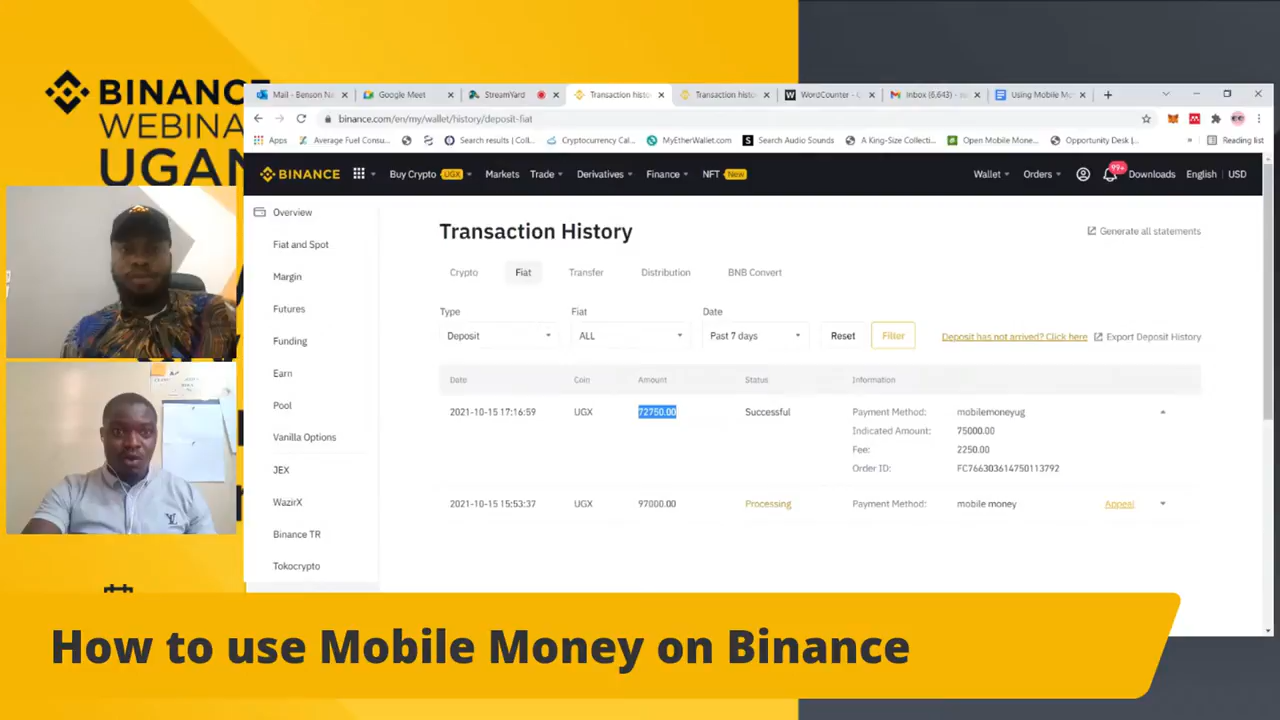 BINANCE
WEBINA
UGAN
Mail - Benson Na
Google Meet
StreamYard
Transaction histo
Transaction histo
WordCounter - C
Inbox (6,643) -
Using Mobile Mo
binance.com/en/my/wallet/history/deposit-fiat
Apps
Average Fuel Consu...
Search results | Coll...
Cryptocurrency Cal...
MyEtherWallet.com
Search Audio Sounds
A King-Size Collecti...
Open Mobile Mone...
Opportunity Desk |...
»
Reading list
BINANCE
Buy Crypto UGX
Markets
Trade
Derivatives
Finance
NFT New
Wallet
Orders
99+
Downloads
English | USD
Overview
Fiat and Spot
Margin
Futures
Funding
Earn
Pool
Vanilla Options
JEX
WazirX
Binance TR
Tokocrypto
Transaction History
Generate all statements
Crypto Fiat Transfer Distribution BNB Convert
Type Fiat Date
Deposit ALL Past 7 days Reset Filter Deposit has not arrived? Click here Export Deposit History
Date Coin Amount Status Information
2021-10-15 17:16:59 UGX 72750.00 Successful Payment Method: mobilemoneyug
Indicated Amount: 75000.00
Fee: 2250.00
Order ID: FC766303614750113792
2021-10-15 15:53:37 UGX 97000.00 Processing Payment Method: mobile money Appeal
How to use Mobile Money on Binance